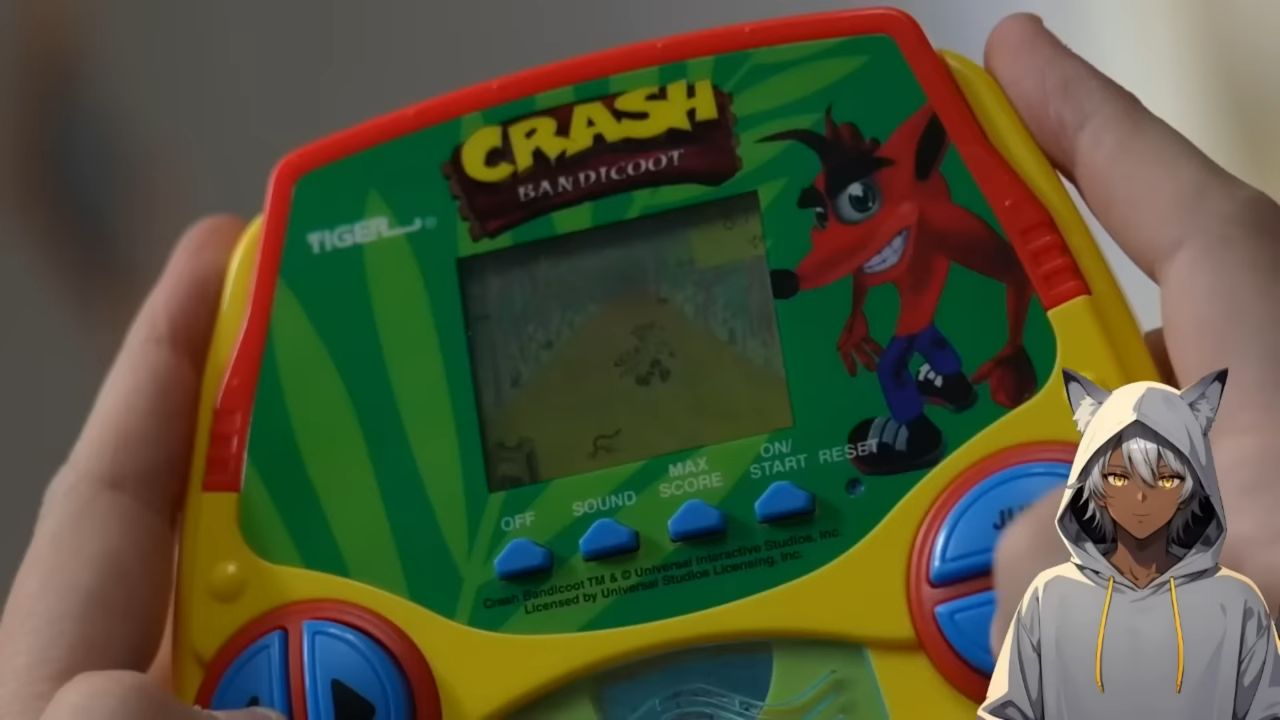 CRASH
BANDICOOT
TIGER
OFF
SOUND
MAX
SCORE
ON/
START
RESET
Crash Bandicoot TM & © Universal Interactive Studios, Inc.
Licensed by Universal Studios Licensing, Inc.